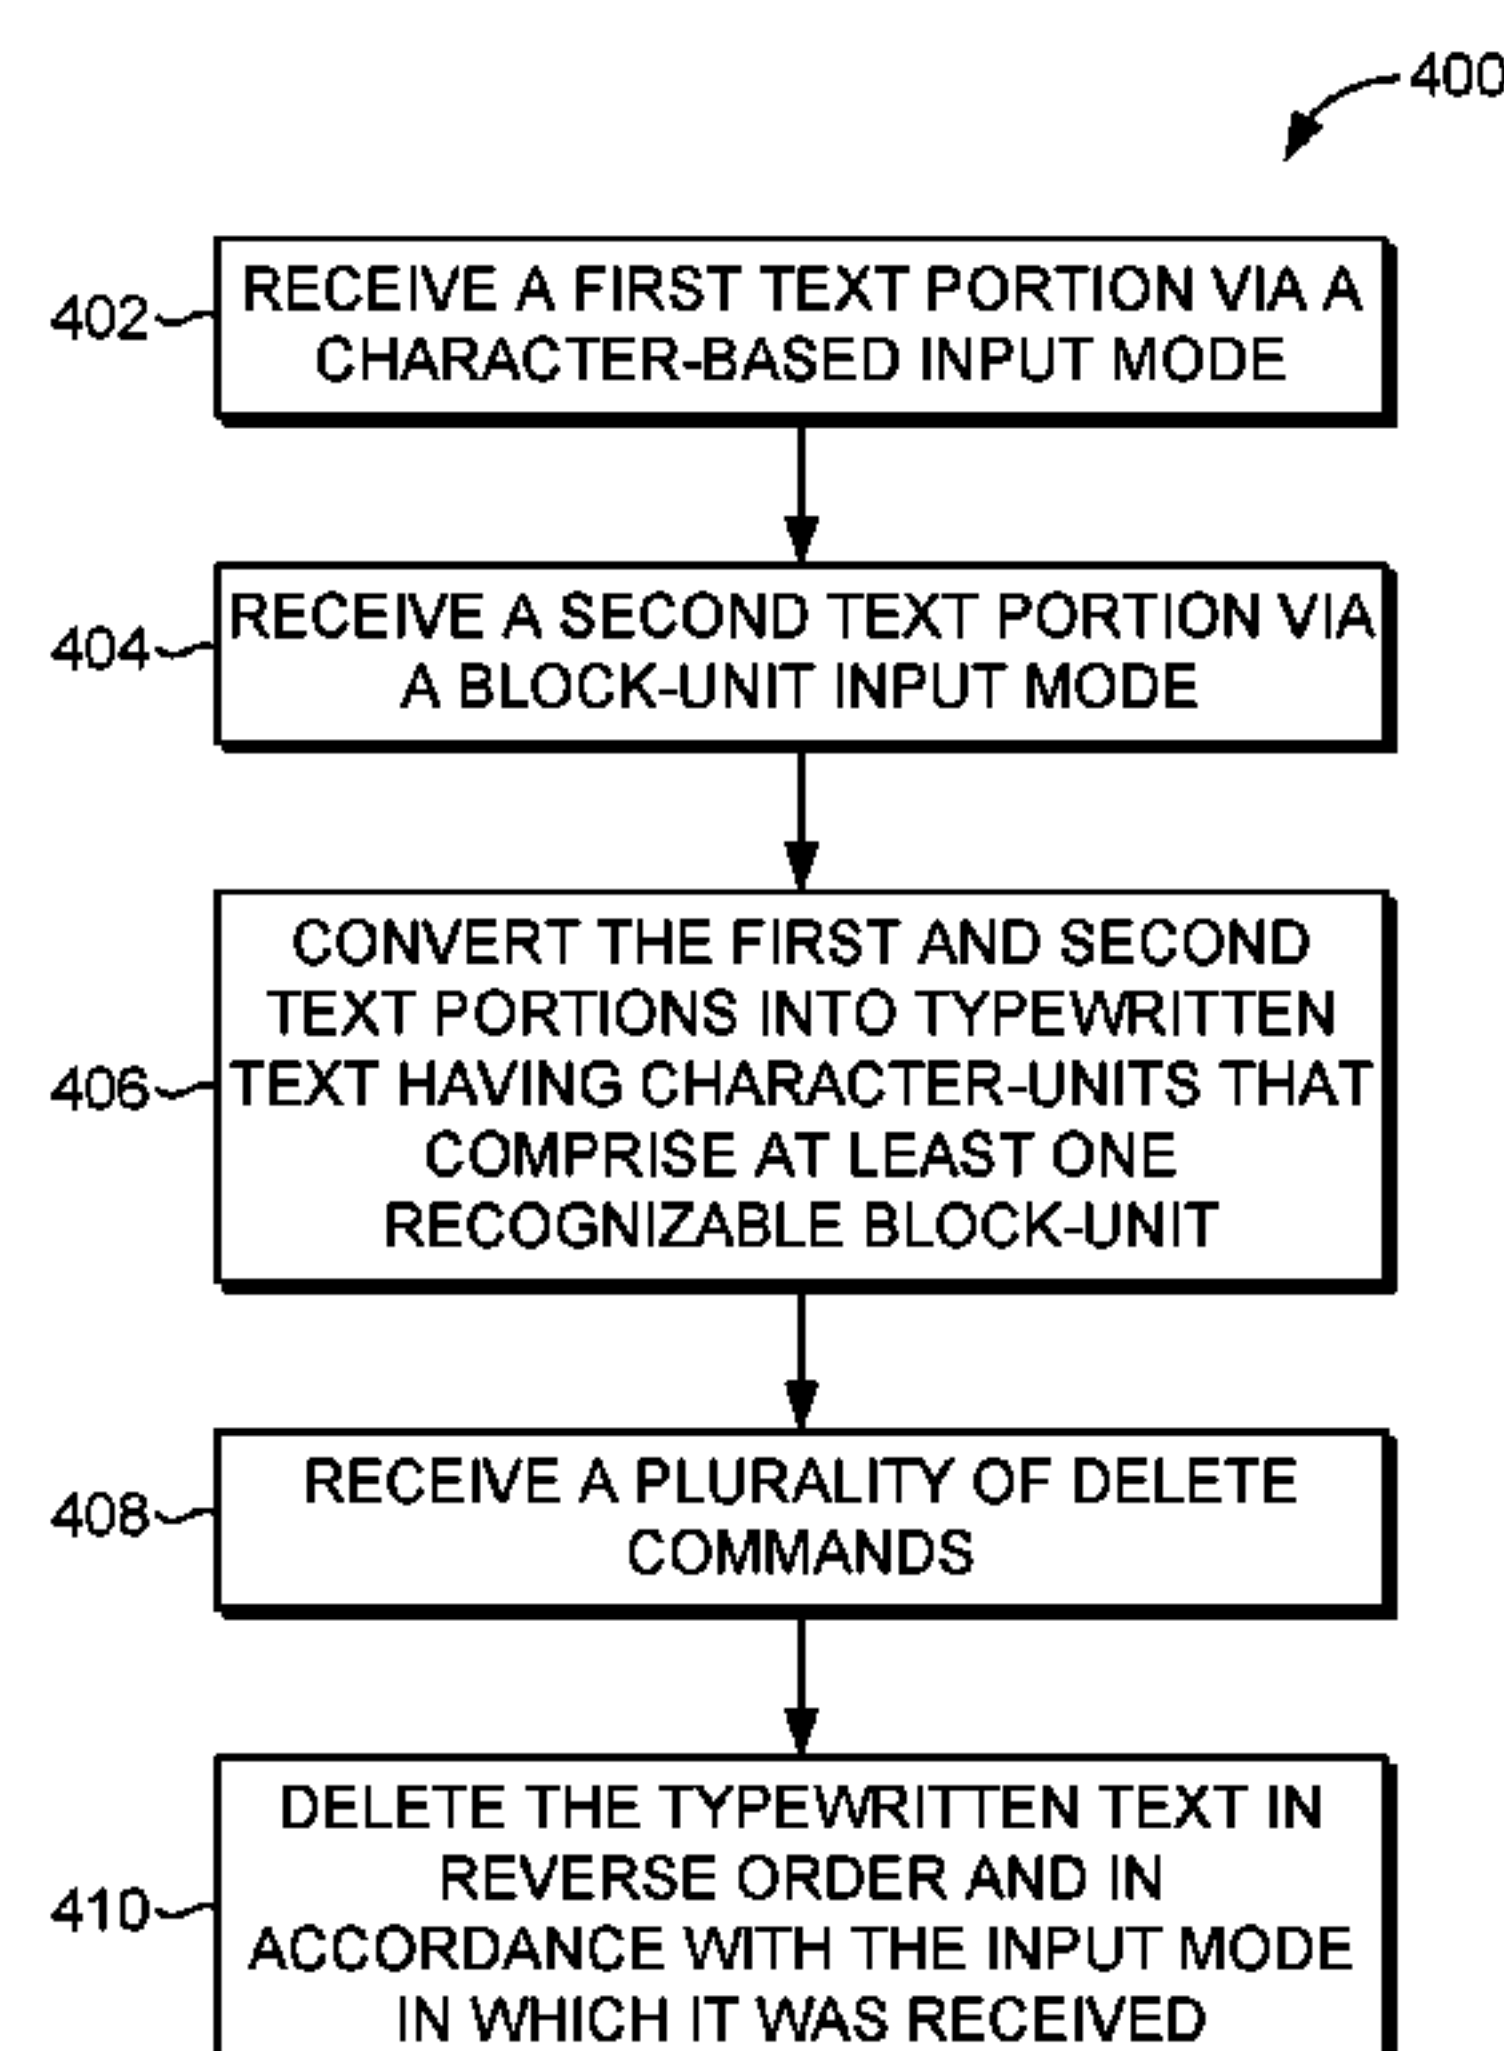 400
402
RECEIVE A FIRST TEXT PORTION VIA A
CHARACTER-BASED INPUT MODE
404
RECEIVE A SECOND TEXT PORTION VIA
A BLOCK-UNIT INPUT MODE
406
CONVERT THE FIRST AND SECOND
TEXT PORTIONS INTO TYPEWRITTEN
TEXT HAVING CHARACTER-UNITS THAT
COMPRISE AT LEAST ONE
RECOGNIZABLE BLOCK-UNIT
408
RECEIVE A PLURALITY OF DELETE
COMMANDS
410
DELETE THE TYPEWRITTEN TEXT IN
REVERSE ORDER AND IN
ACCORDANCE WITH THE INPUT MODE
IN WHICH IT WAS RECEIVED